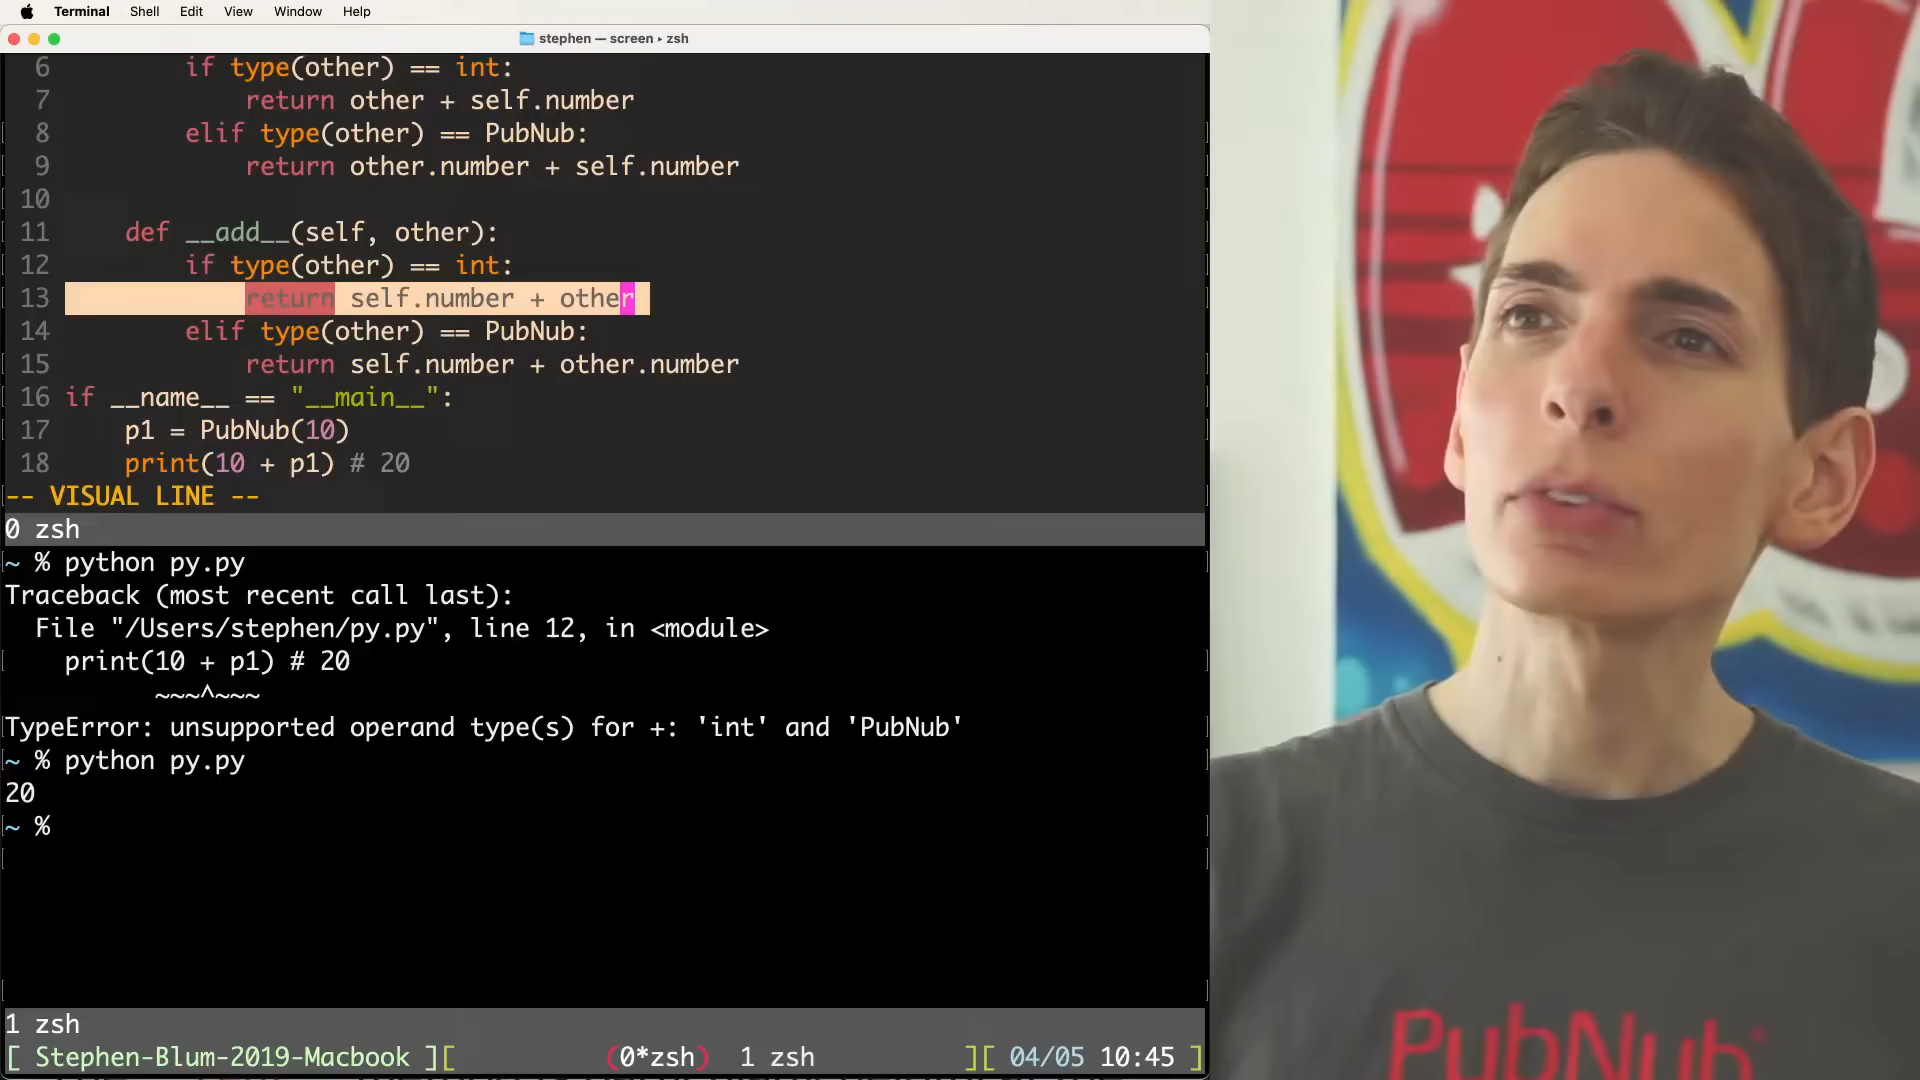 Terminal Shell Edit View Window Help
stephen — screen ▸ zsh
6 if type(other) == int:
7 return other + self.number
8 elif type(other) == PubNub:
9 return other.number + self.number
10
11 def __add__(self, other):
12 if type(other) == int:
13 return self.number + other
14 elif type(other) == PubNub:
15 return self.number + other.number
16 if __name__ == "__main__":
17 p1 = PubNub(10)
18 print(10 + p1) # 20
-- VISUAL LINE --
0 zsh
~ % python py.py
Traceback (most recent call last):
File "/Users/stephen/py.py", line 12, in <module>
print(10 + p1) # 20
~~~^~~~
TypeError: unsupported operand type(s) for +: 'int' and 'PubNub'
~ % python py.py
20
~ %
1 zsh
[ Stephen-Blum-2019-Macbook ][ (0*zsh) 1 zsh ][ 04/05 10:45 ]
PubNub